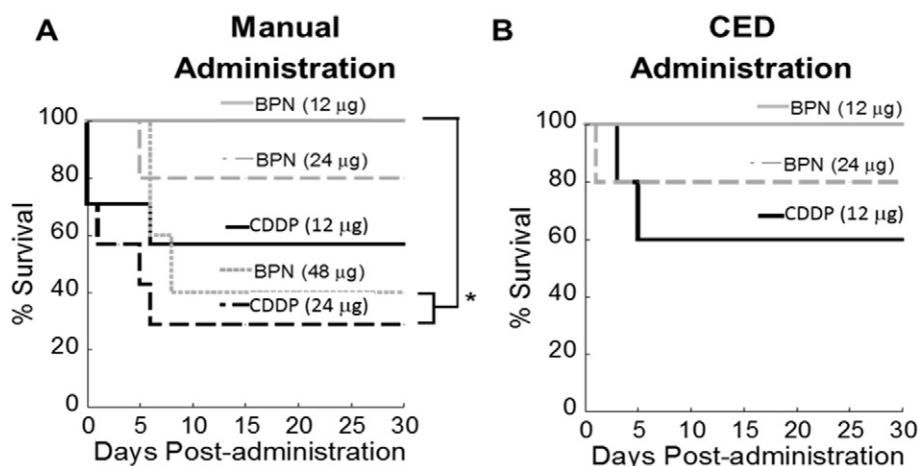 A
Manual
Administration
% Survival
100
80
60
40
20
0
BPN (12 µg)
BPN (24 µg)
CDDP (12 µg)
BPN (48 µg)
CDDP (24 µg)
*
0 5 10 15 20 25 30
Days Post-administration
B
CED
Administration
% Survival
100
80
60
40
20
0
BPN (12 µg)
BPN (24 µg)
CDDP (12 µg)
0 5 10 15 20 25 30
Days Post-administration